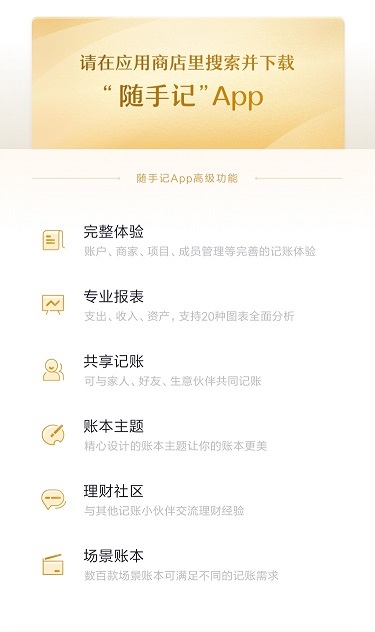 请在应用商店里搜索并下载
“随手记”App
随手记App高级功能
完整体验
账户、商家、项目、成员管理等完善的记账体验
专业报表
支出、收入、资产，支持20种图表全面分析
共享记账
可与家人、好友、生意伙伴共同记账
账本主题
精心设计的账本主题让你的账本更美
理财社区
与其他记账小伙伴交流理财经验
场景账本
数百款场景账本可满足不同的记账需求